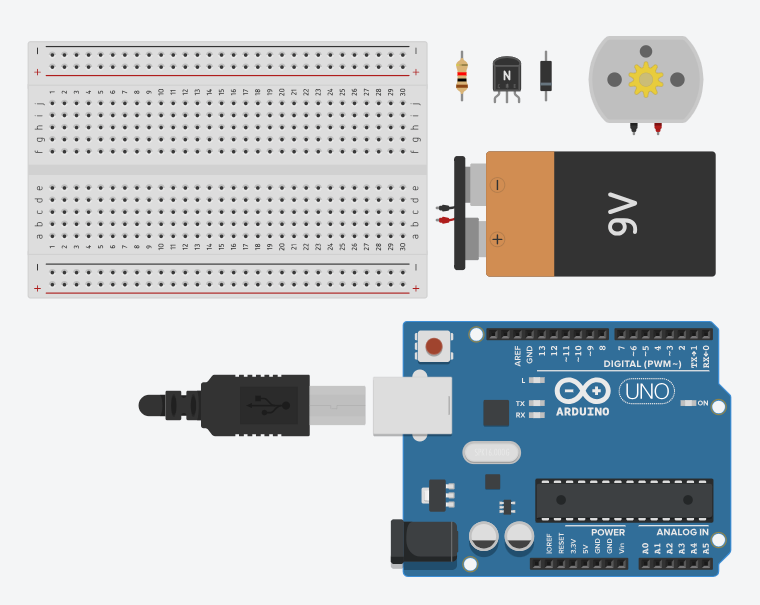 − −
+ +
1 2 3 4 5 6 7 8 9 10 11 12 13 14 15 16 17 18 19 20 21 22 23 24 25 26 27 28 29 30
j j
i i
h h
g g
f f
e e
d d
c c
b b
a a
1 2 3 4 5 6 7 8 9 10 11 12 13 14 15 16 17 18 19 20 21 22 23 24 25 26 27 28 29 30
− −
+ +
N
−
+
9V
AREF GND 13 12 ~11 ~10 ~9 8 7 ~6 ~5 4 ~3 2 TX→1 RX←0
DIGITAL (PWM~)
L
TX
RX
ARDUINO
UNO
ON
POWER ANALOG IN
IOREF RESET 3.3V 5V GND GND Vin A0 A1 A2 A3 A4 A5